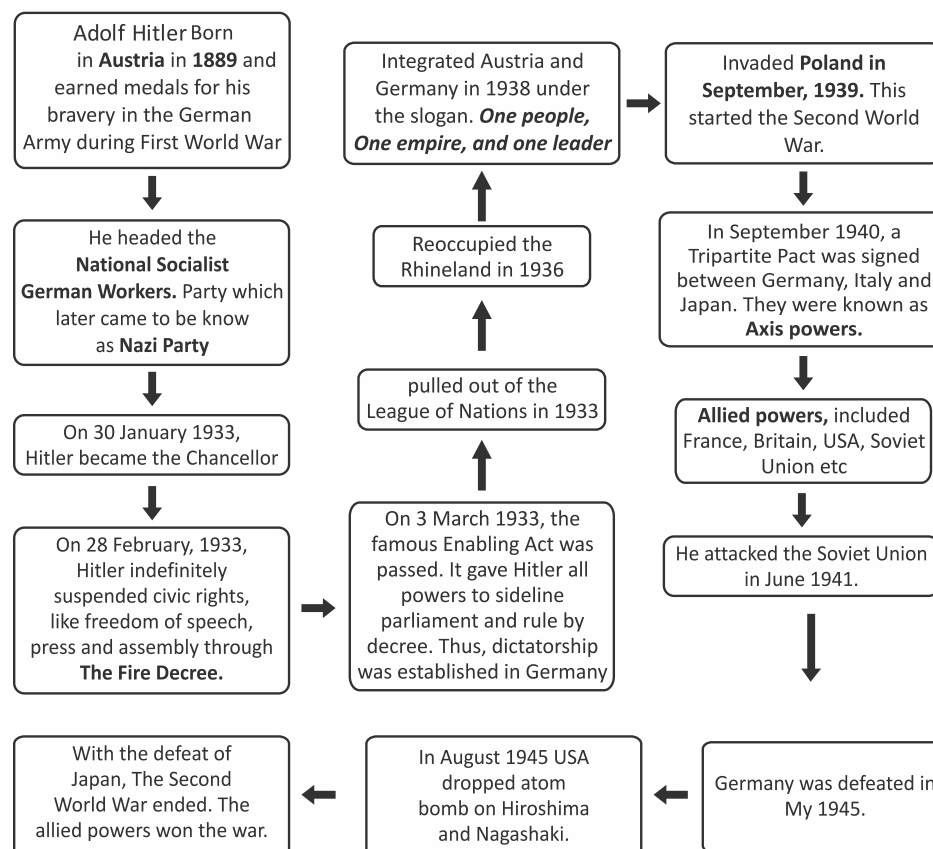 Adolf Hitler Born
in Austria in 1889 and
earned medals for his
bravery in the German
Army during First World War
He headed the
National Socialist
German Workers. Party which
later came to be know
as Nazi Party
On 30 January 1933,
Hitler became the Chancellor
On 28 February, 1933,
Hitler indefinitely
suspended civic rights,
like freedom of speech,
press and assembly through
The Fire Decree.
On 3 March 1933, the
famous Enabling Act was
passed. It gave Hitler all
powers to sideline
parliament and rule by
decree. Thus, dictatorship
was established in Germany
pulled out of the
League of Nations in 1933
Reoccupied the
Rhineland in 1936
Integrated Austria and
Germany in 1938 under
the slogan. One people,
One empire, and one leader
Invaded Poland in
September, 1939. This
started the Second World
War.
In September 1940, a
Tripartite Pact was signed
between Germany, Italy and
Japan. They were known as
Axis powers.
Allied powers, included
France, Britain, USA, Soviet
Union etc
He attacked the Soviet Union
in June 1941.
Germany was defeated in
My 1945.
In August 1945 USA
dropped atom
bomb on Hiroshima
and Nagashaki.
With the defeat of
Japan, The Second
World War ended. The
allied powers won the war.